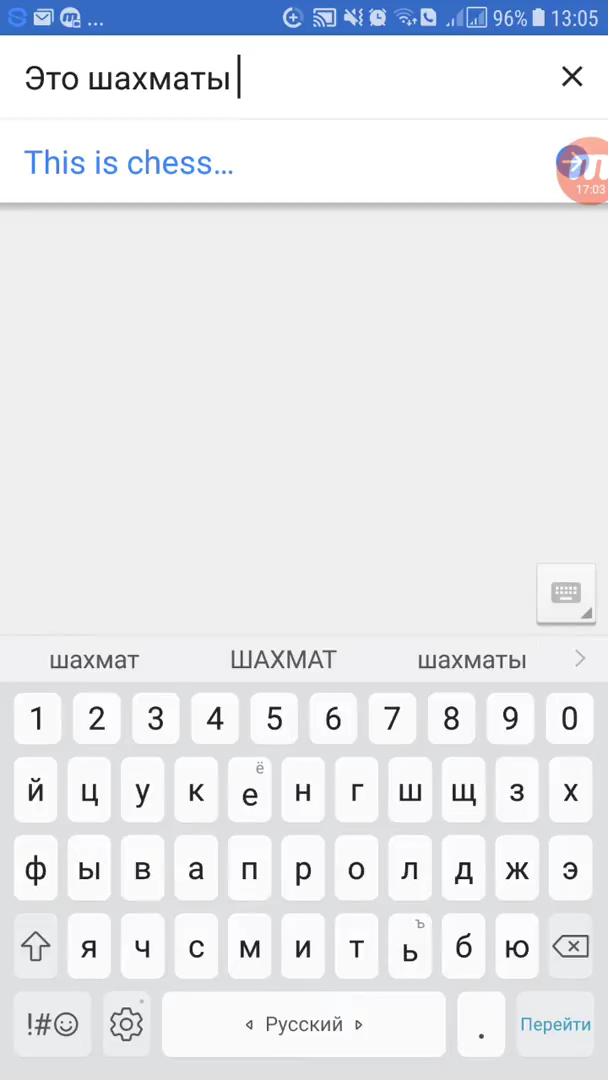 ... 96% 13:05
Это шахматы
This is chess...
17:03
шахмат ШАХМАТ шахматы
1 2 3 4 5 6 7 8 9 0
ё
й ц у к е н г ш щ з х
ф ы в а п р о л д ж э
ъ
я ч с м и т ь б ю
!#☺ Русский . Перейти